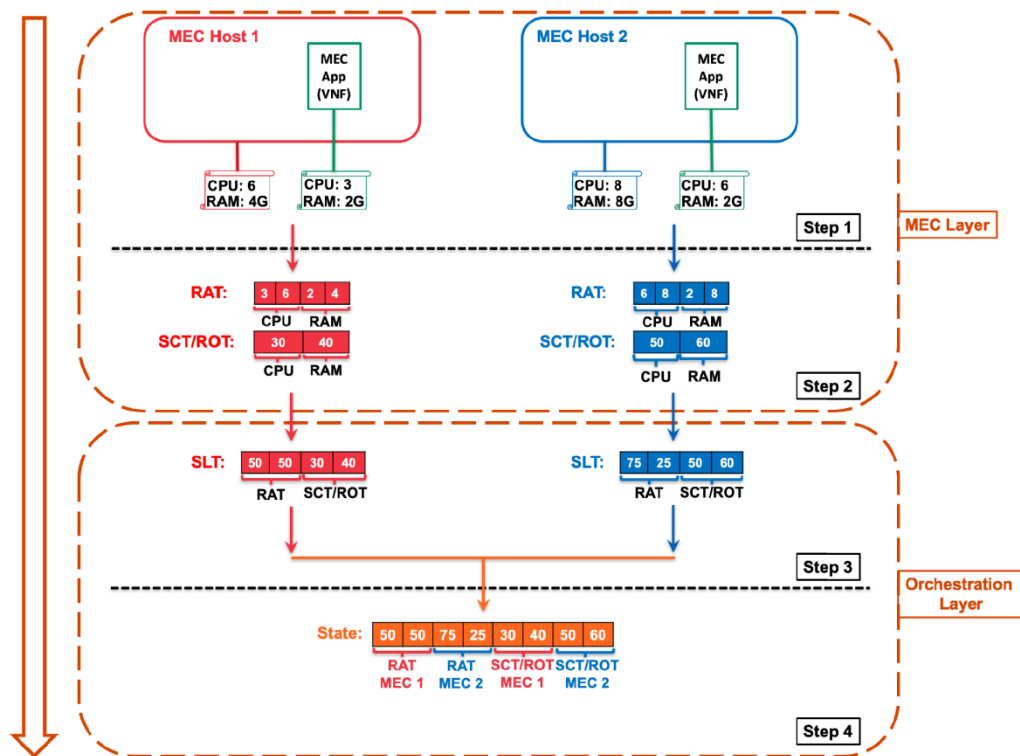 MEC Host 1
MEC
App
(VNF)
MEC Host 2
MEC
App
(VNF)
CPU: 6
RAM: 4G
CPU: 3
RAM: 2G
CPU: 8
RAM: 8G
CPU: 6
RAM: 2G
Step 1
MEC Layer
RAT: 3 6 2 4
CPU RAM
RAT: 6 8 2 8
CPU RAM
SCT/ROT: 30 40
CPU RAM
SCT/ROT: 50 60
CPU RAM
Step 2
SLT: 50 50 30 40
RAT SCT/ROT
SLT: 75 25 50 60
RAT SCT/ROT
Step 3
Orchestration
Layer
State: 50 50 75 25 30 40 50 60
RAT RAT SCT/ROT SCT/ROT
MEC 1 MEC 2 MEC 1 MEC 2
Step 4